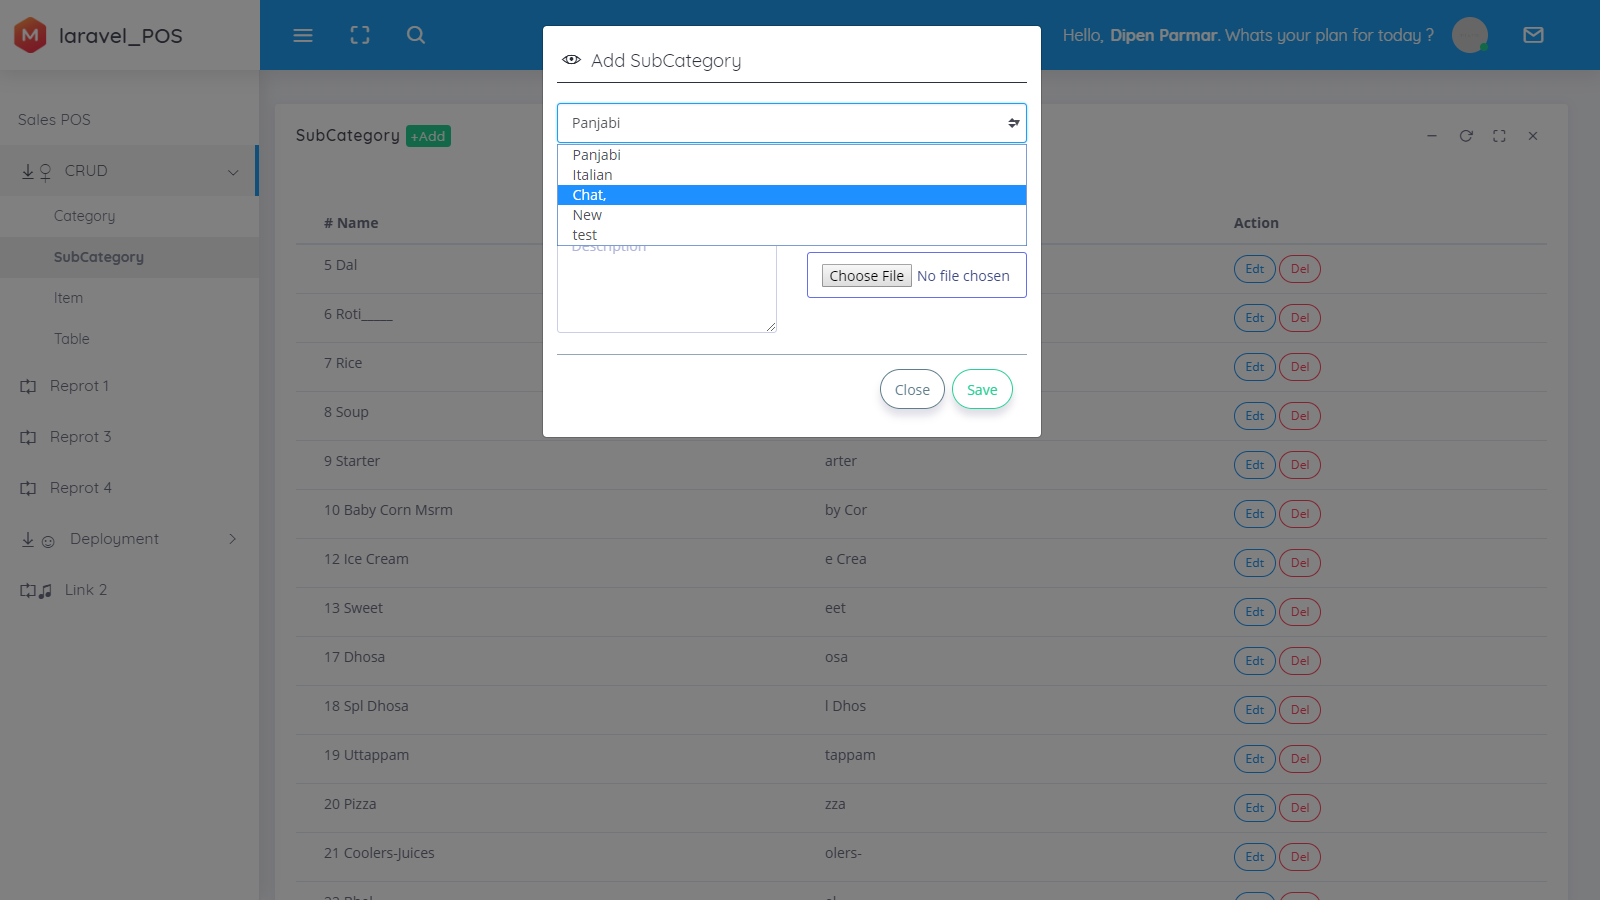 laravel_POS
Hello, Dipen Parmar. Whats your plan for today ?
Add SubCategory
Panjabi
Panjabi
Italian
Chat,
New
test
Description
Choose File No file chosen
Close Save
Sales POS
CRUD
Category
SubCategory
Item
Table
Reprot 1
Reprot 3
Reprot 4
Deployment
Link 2
SubCategory +Add
# Name Action
5 Dal Edt Del
6 Roti_____ Edt Del
7 Rice Edt Del
8 Soup Edt Del
9 Starter arter Edt Del
10 Baby Corn Msrm by Cor Edt Del
12 Ice Cream e Crea Edt Del
13 Sweet eet Edt Del
17 Dhosa osa Edt Del
18 Spl Dhosa l Dhos Edt Del
19 Uttappam tappam Edt Del
20 Pizza zza Edt Del
21 Coolers-Juices olers- Edt Del